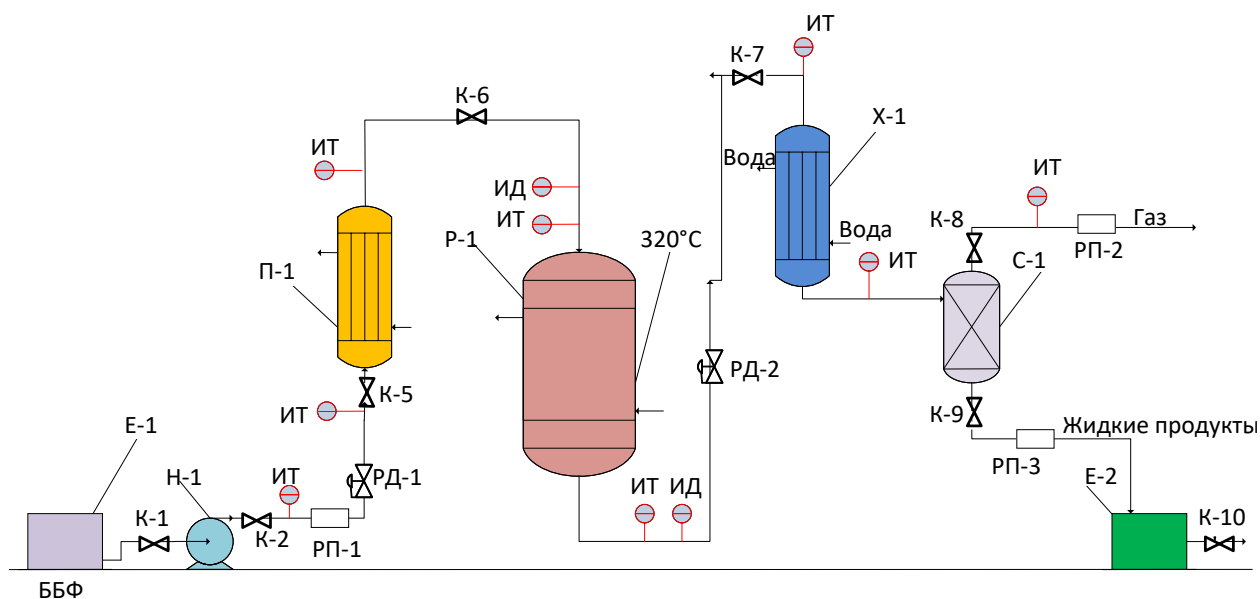 ИТ
К-7
К-6
Х-1
ИТ
Вода
ИТ
ИД
ИТ
К-8
Газ
Вода
Р-1
320°C
РП-2
ИТ
С-1
П-1
РД-2
К-5
ИТ
К-9
Жидкие продукты
Е-1
РП-3
РД-1
Е-2
Н-1
ИТ
ИТ
ИД
К-1
К-10
К-2
РП-1
ББФ